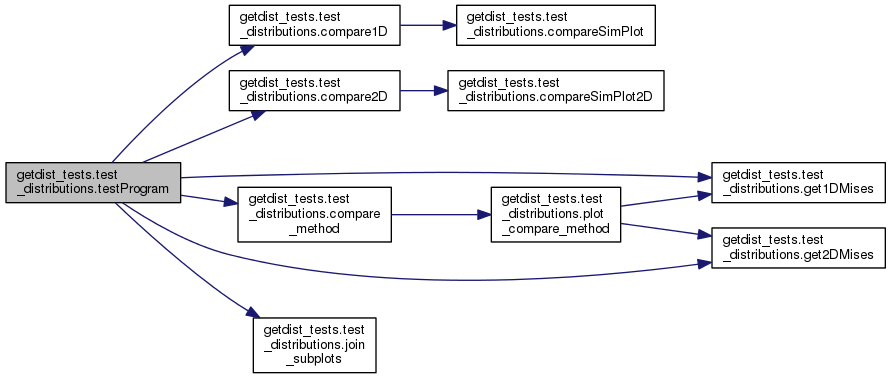 getdist_tests.test
_distributions.compare1D
getdist_tests.test
_distributions.compareSimPlot
getdist_tests.test
_distributions.compare2D
getdist_tests.test
_distributions.compareSimPlot2D
getdist_tests.test
_distributions.testProgram
getdist_tests.test
_distributions.compare
_method
getdist_tests.test
_distributions.plot
_compare_method
getdist_tests.test
_distributions.get1DMises
getdist_tests.test
_distributions.get2DMises
getdist_tests.test
_distributions.join
_subplots